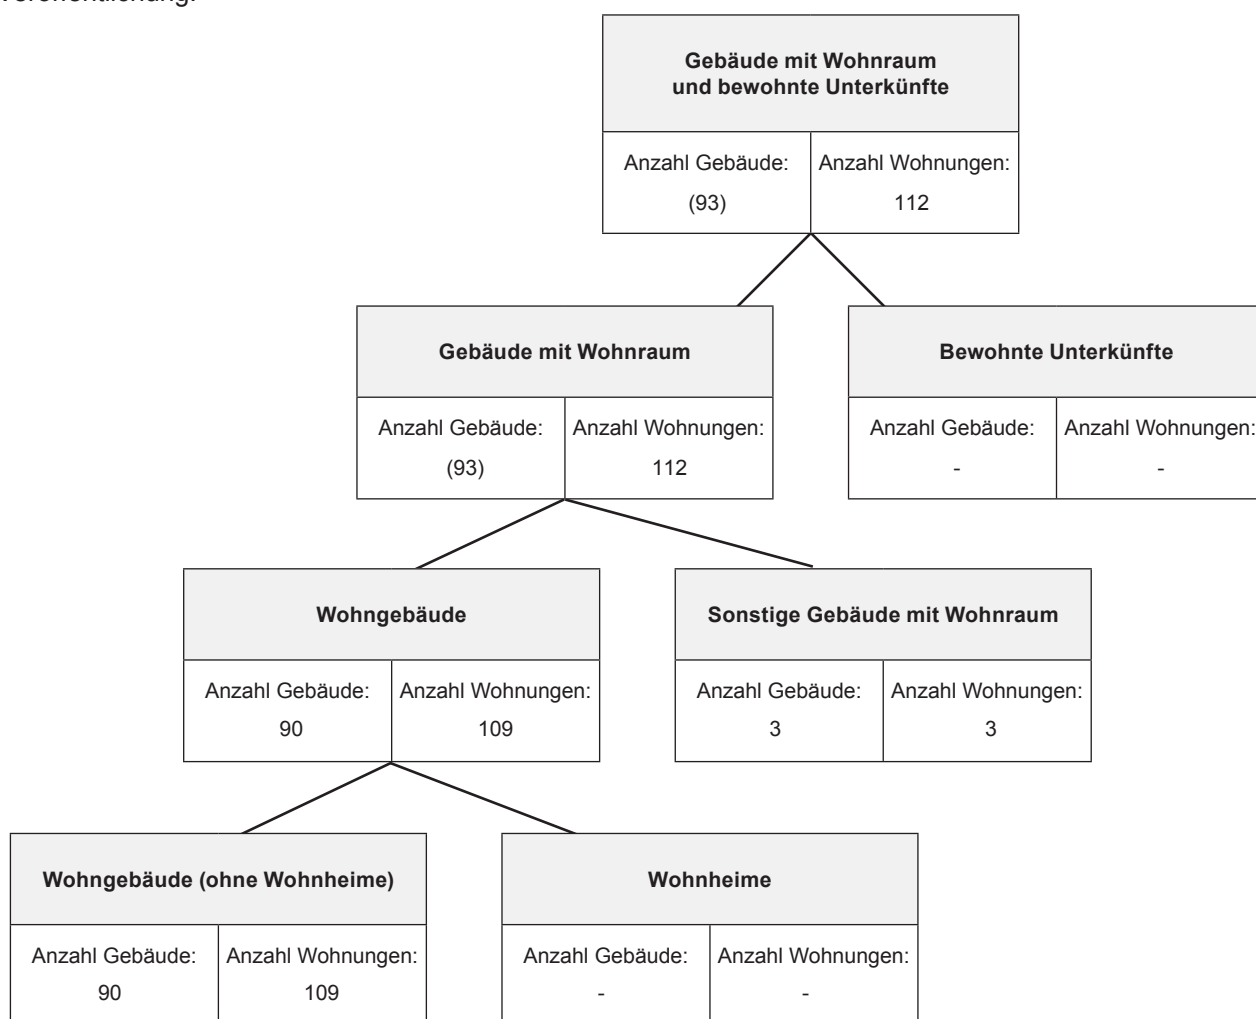 Veröffentlichung.
Gebäude mit Wohnraum
und bewohnte Unterkünfte
Anzahl Gebäude: Anzahl Wohnungen:
(93) 112
Gebäude mit Wohnraum Bewohnte Unterkünfte
Anzahl Gebäude: Anzahl Wohnungen: Anzahl Gebäude: Anzahl Wohnungen:
(93) 112 - -
Wohngebäude Sonstige Gebäude mit Wohnraum
Anzahl Gebäude: Anzahl Wohnungen: Anzahl Gebäude: Anzahl Wohnungen:
90 109 3 3
Wohngebäude (ohne Wohnheime) Wohnheime
Anzahl Gebäude: Anzahl Wohnungen: Anzahl Gebäude: Anzahl Wohnungen:
90 109 - -